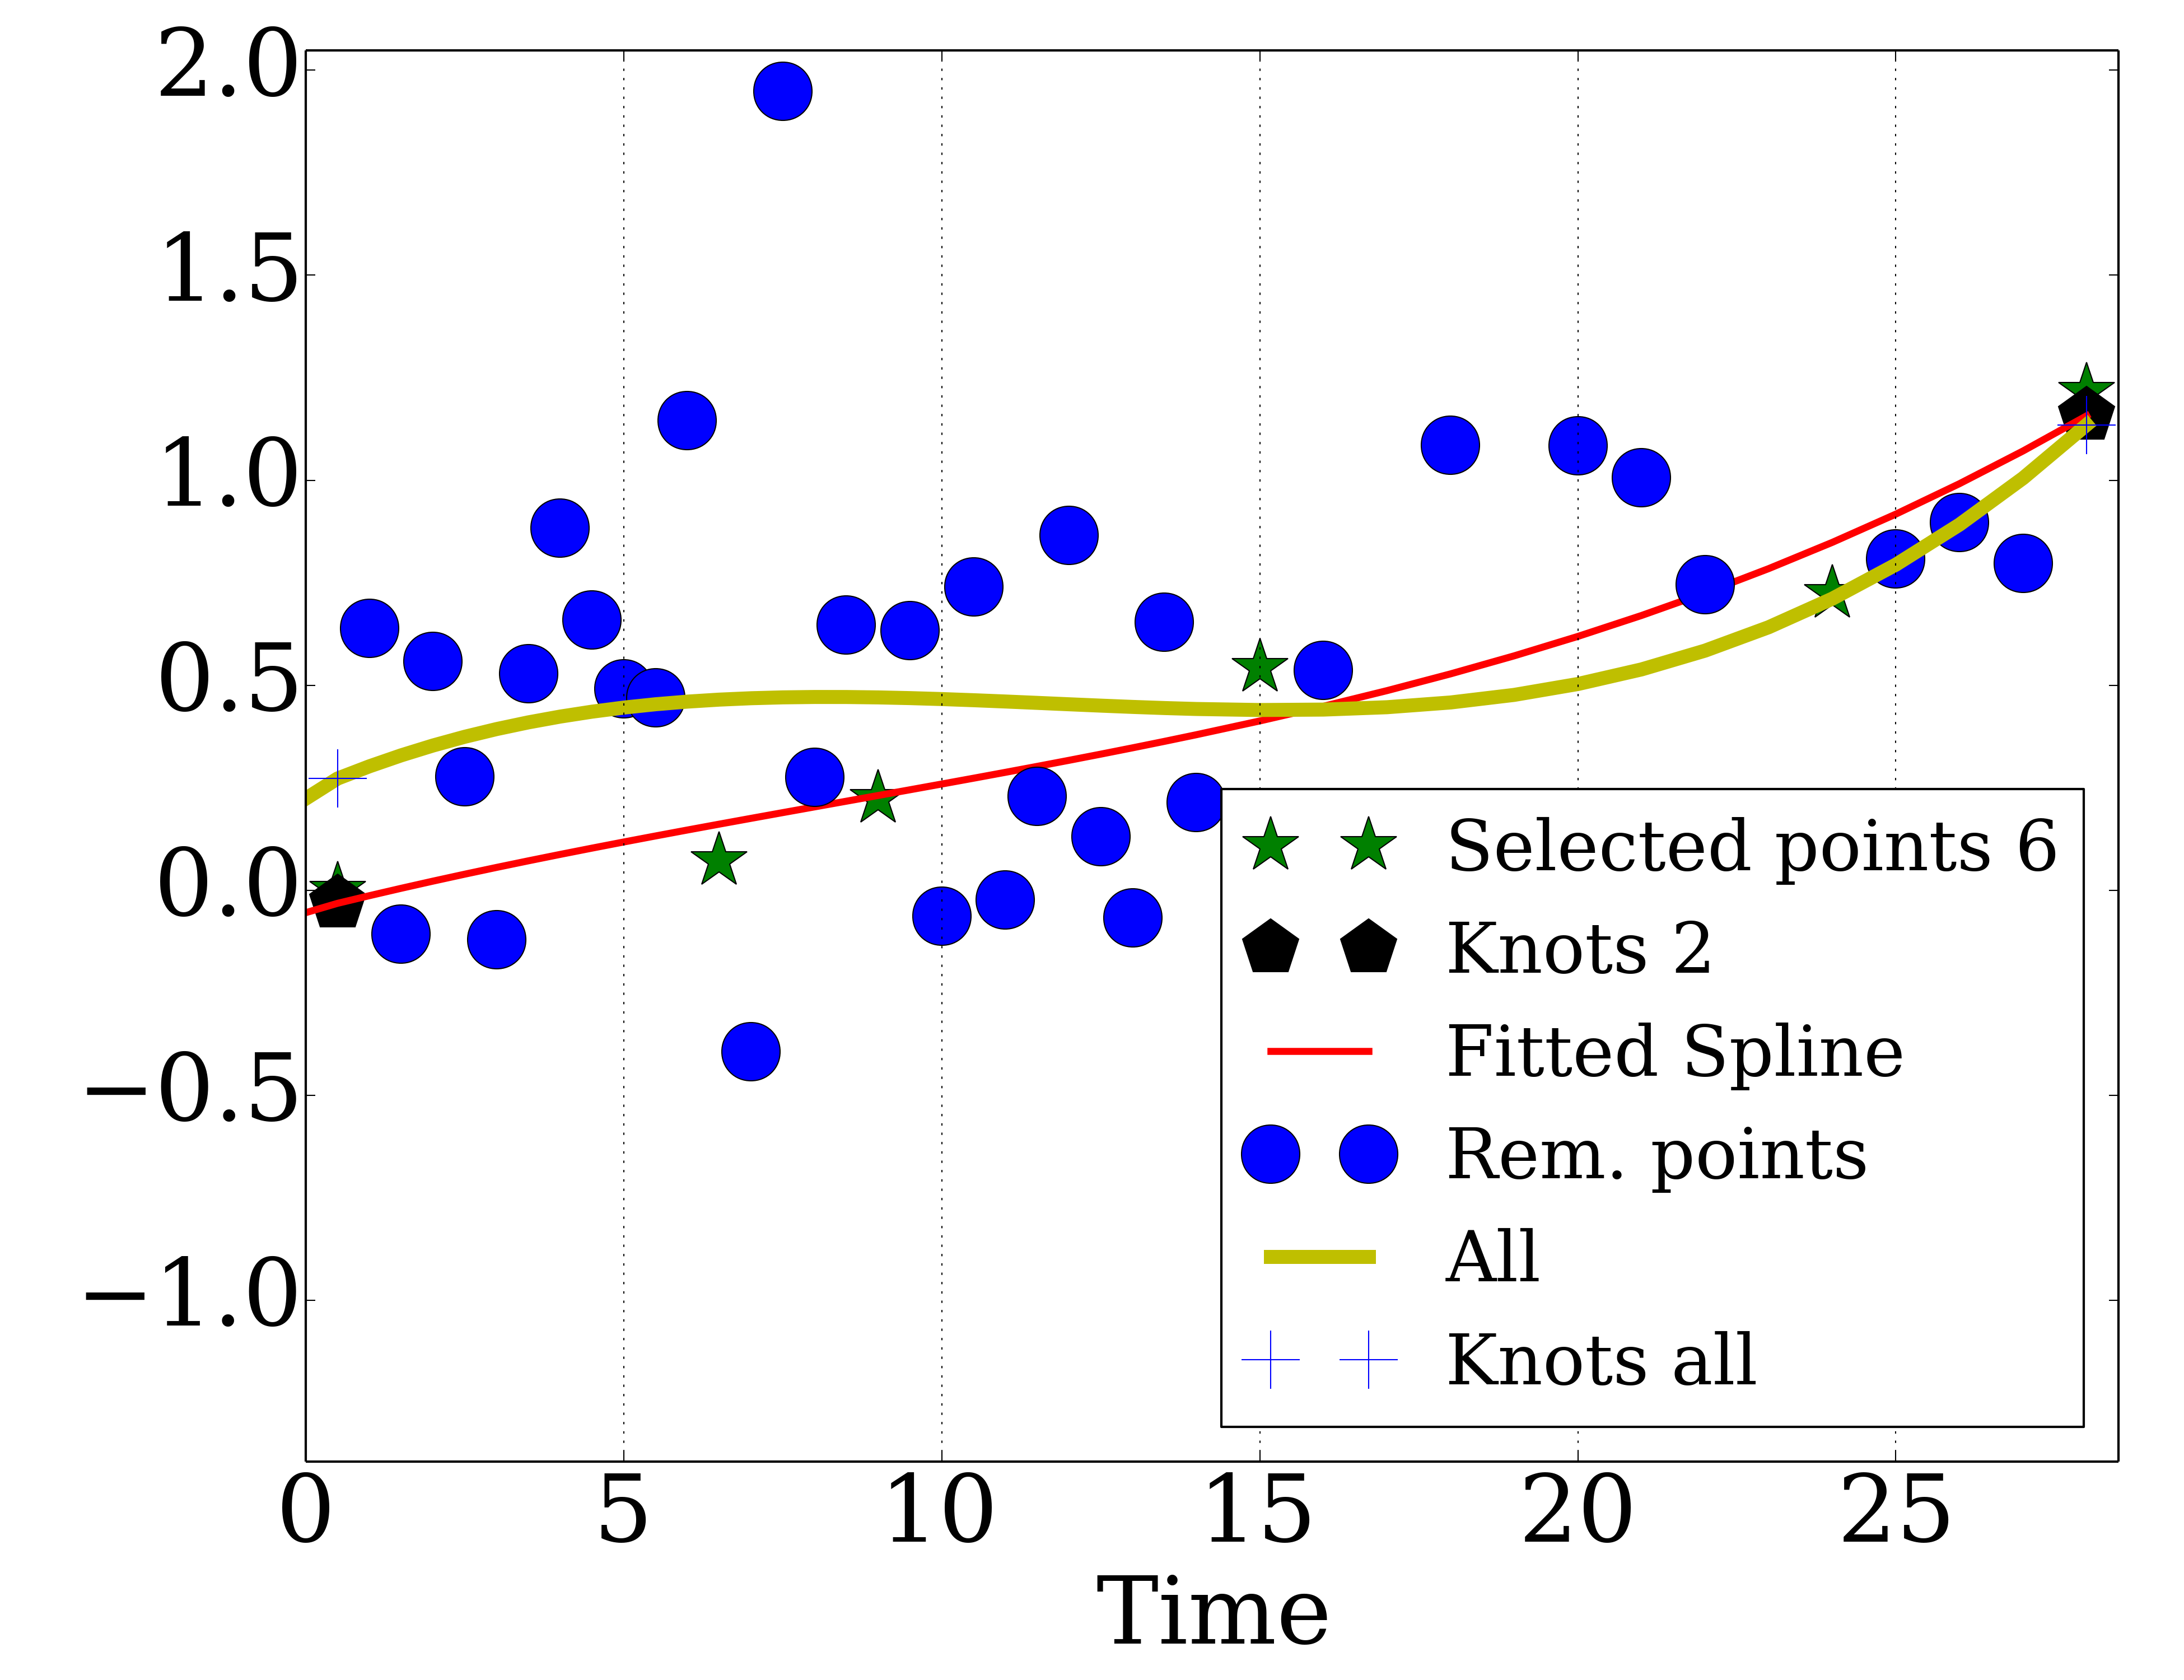 2.0
1.5
1.0
0.5
0.0
−0.5
−1.0
0 5 10 15 20 25
Time
Selected points 6
Knots 2
Fitted Spline
Rem. points
All
Knots all